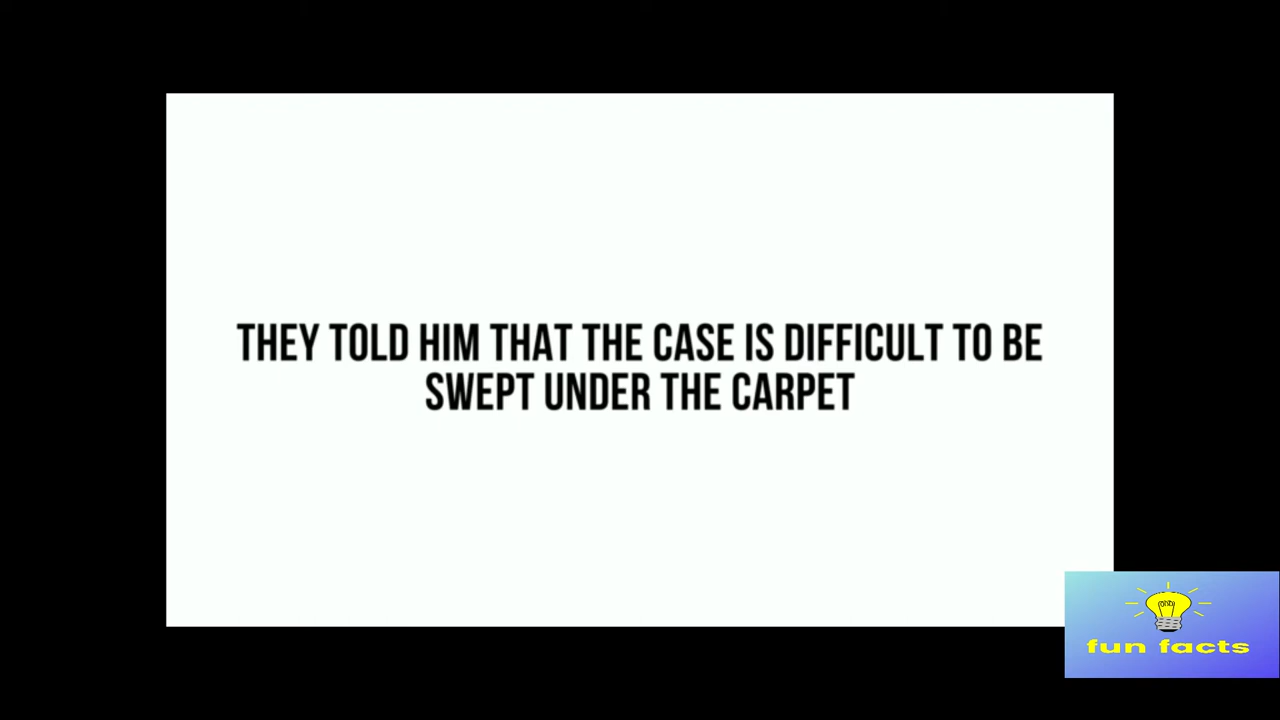 THEY TOLD HIM THAT THE CASE IS DIFFICULT TO BE
SWEPT UNDER THE CARPET
fun facts